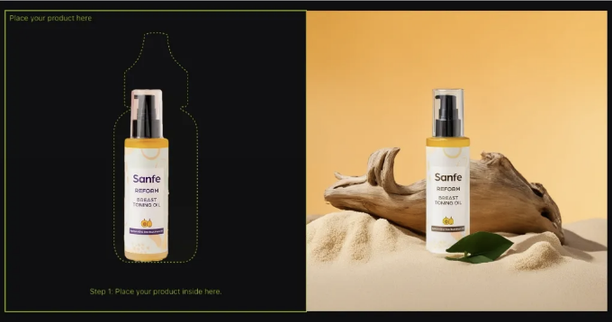 Place your product here
Sanfe
REFORM
BREAST
TONING OIL
Step 1: Place your product inside here.
Sanfe
REFORM
BREAST
TONING OIL